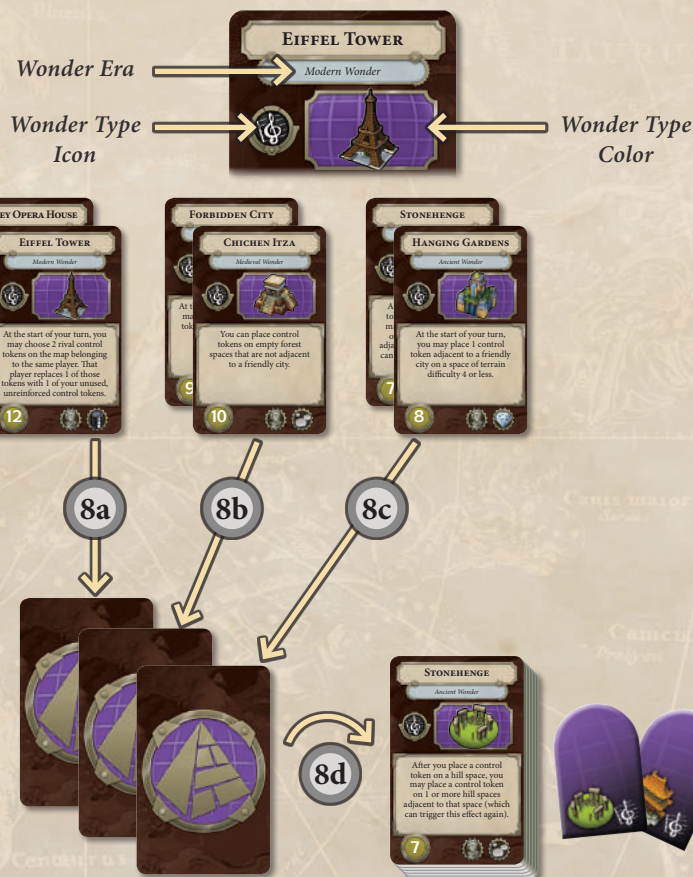 Eiffel Tower
Modern Wonder
Wonder Era
Wonder Type
Icon
Wonder Type
Color
ey Opera House
Eiffel Tower
Modern Wonder
At the start of your turn, you
may choose 2 rival control
tokens on the map belonging
to the same player. That
player replaces 1 of those
tokens with 1 of your unused,
unreinforced control tokens.
12
Forbidden City
9
Chichen Itza
Medieval Wonder
You can place control
tokens on empty forest
spaces that are not adjacent
to a friendly city.
10
Stonehenge
7
Hanging Gardens
Ancient Wonder
At the start of your turn,
you may place 1 control
token adjacent to a friendly
city on a space of terrain
difficulty 4 or less.
8
8a
8b
8c
Canis maior
8d
Stonehenge
Ancient Wonder
After you place a control
token on a hill space, you
may place a control token
on 1 or more hill spaces
adjacent to that space (which
can trigger this effect again).
7
Centaurus